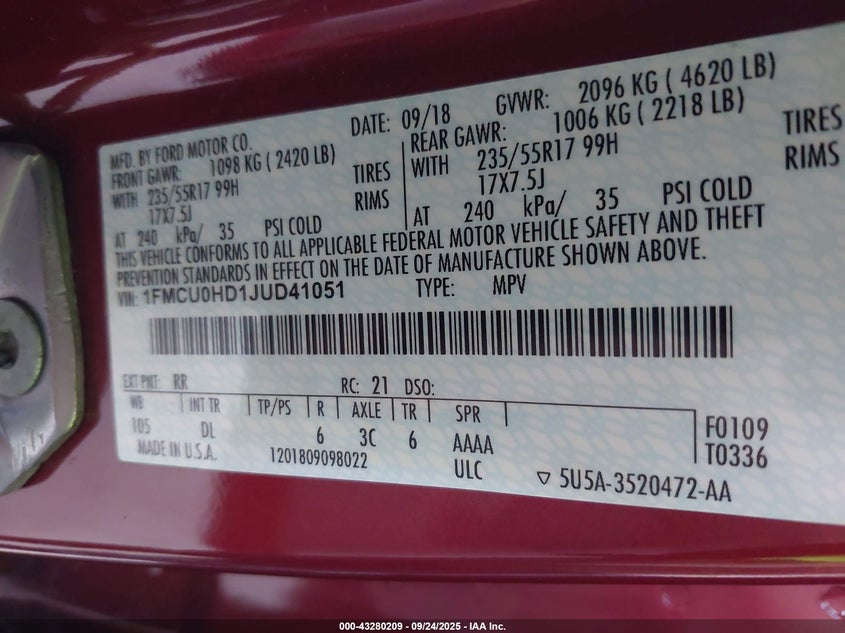 MFD. BY FORD MOTOR CO. DATE: 09/18 GVWR: 2096 KG ( 4620 LB)
FRONT GAWR: 1098 KG ( 2420 LB) REAR GAWR: 1006 KG ( 2218 LB)
WITH 235/55R17 99H TIRES WITH 235/55R17 99H TIRES
17X7.5J RIMS 17X7.5J RIMS
AT 240 kPa/ 35 PSI COLD AT 240 kPa/ 35 PSI COLD
THIS VEHICLE CONFORMS TO ALL APPLICABLE FEDERAL MOTOR VEHICLE SAFETY AND THEFT
PREVENTION STANDARDS IN EFFECT ON THE DATE OF MANUFACTURE SHOWN ABOVE.
VIN: 1FMCU0HD1JUD41051 TYPE: MPV
EXT PNT: RR RC: 21 DSO:
WB INT TR TP/PS R AXLE TR SPR
105 DL 6 3C 6 AAAA F0109
MADE IN U.S.A. 1201809098022 ULC T0336
▽ 5U5A-3520472-AA
000-43280209 - 09/24/2025 - IAA Inc.